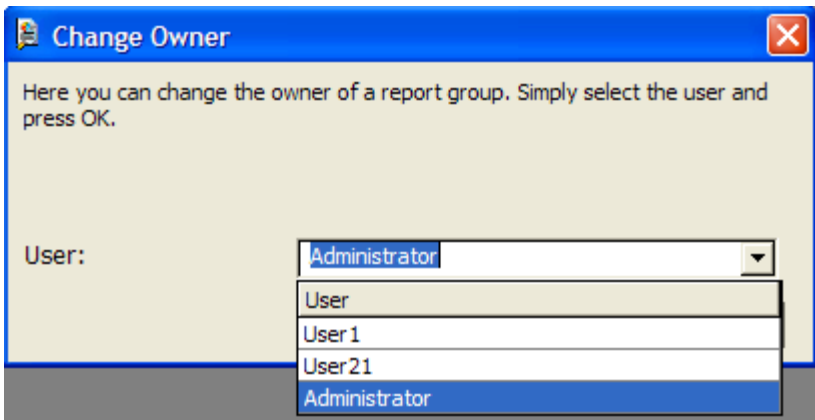 Change Owner
Here you can change the owner of a report group. Simply select the user and
press OK.
User:
Administrator
User
User1
User21
Administrator